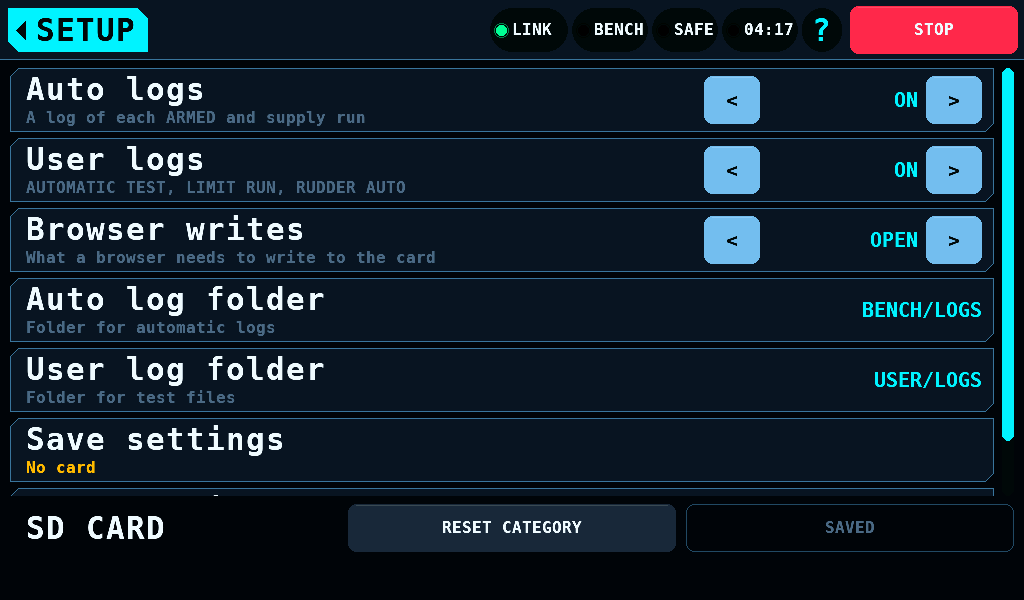 SETUP
LINK
BENCH
SAFE
04:17
?
STOP
Auto logs
A log of each ARMED and supply run
<
ON
>
User logs
AUTOMATIC TEST, LIMIT RUN, RUDDER AUTO
<
ON
>
Browser writes
What a browser needs to write to the card
<
OPEN
>
Auto log folder
Folder for automatic logs
BENCH/LOGS
User log folder
Folder for test files
USER/LOGS
Save settings
No card
SD CARD
RESET CATEGORY
SAVED